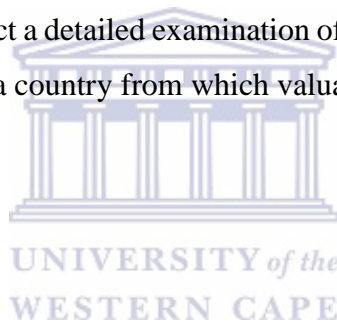 ct a detailed examination of
a country from which valua
UNIVERSITY of the
WESTERN CAPE